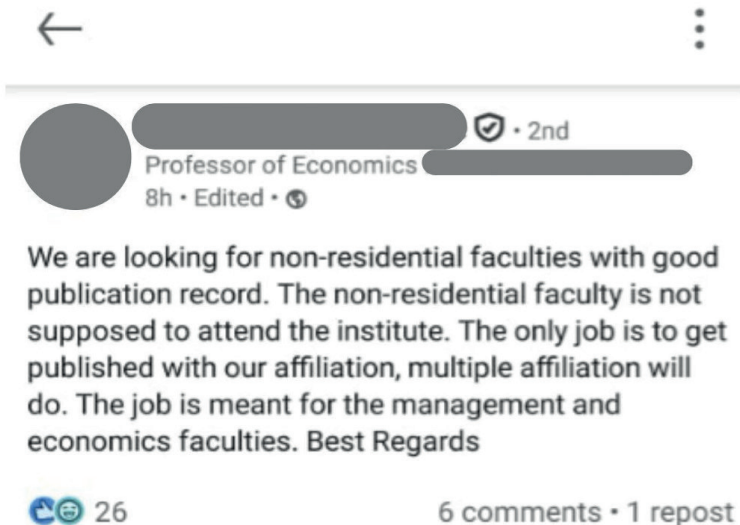 • 2nd
Professor of Economics
8h • Edited •
We are looking for non-residential faculties with good
publication record. The non-residential faculty is not
supposed to attend the institute. The only job is to get
published with our affiliation, multiple affiliation will
do. The job is meant for the management and
economics faculties. Best Regards
26
6 comments • 1 repost